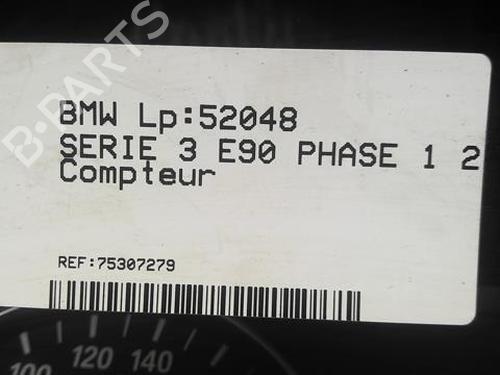 BMW Lp:52048
SERIE 3 E90 PHASE 1 2
Compteur
REF:75307279
100 120 140
B-PARTS